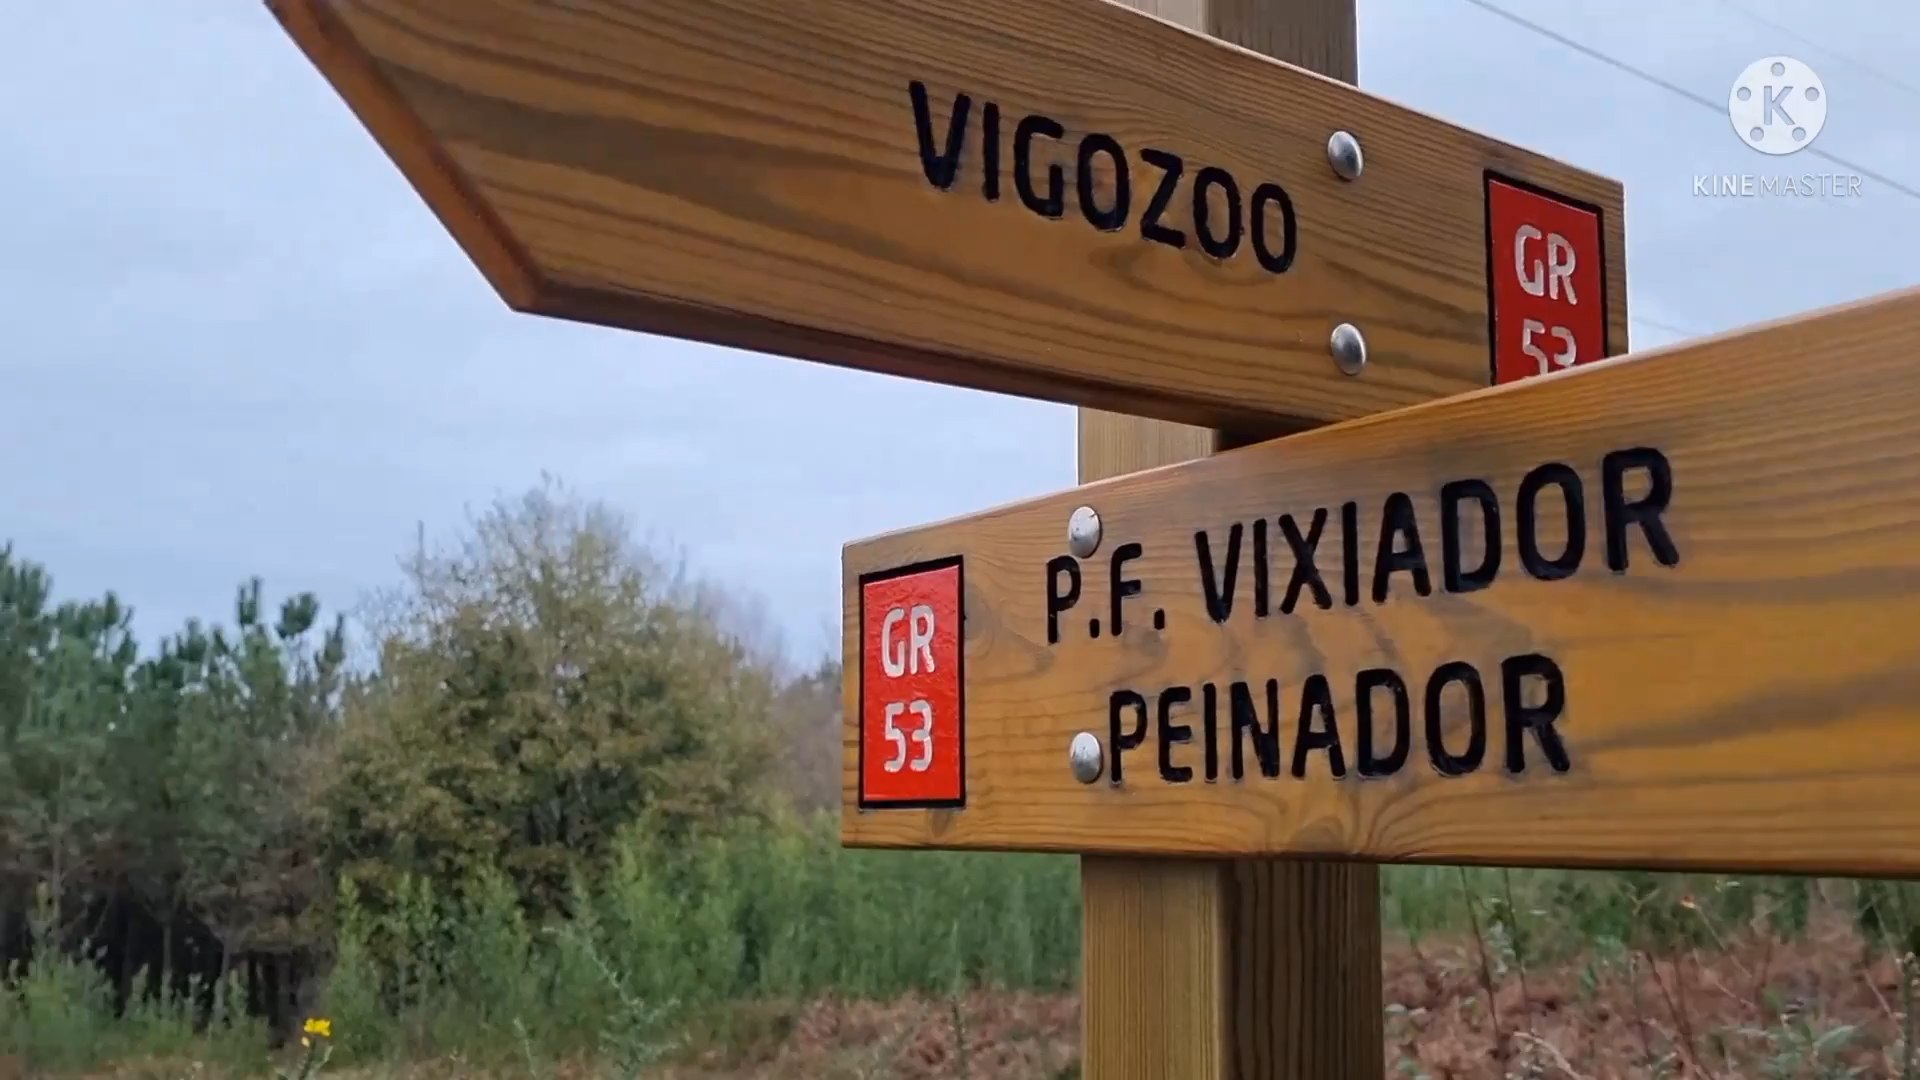 VIGOZOO
GR
53
KINEMASTER
P.F. VIXIADOR
PEINADOR
GR
53